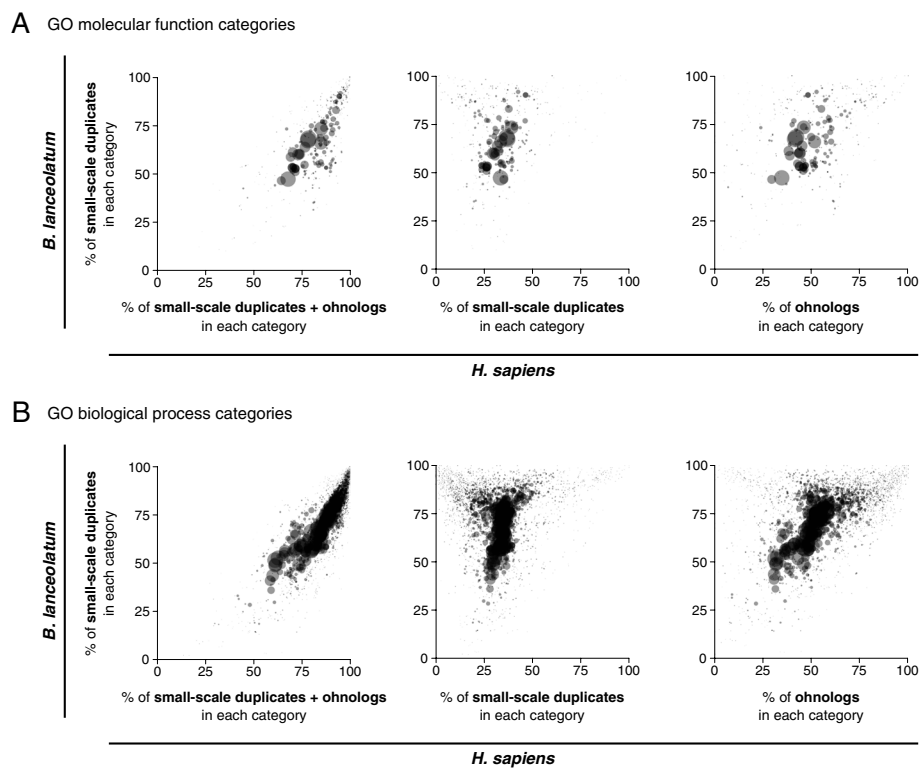 A GO molecular function categories
B. lanceolatum
% of small-scale duplicates
in each category
100
75
50
25
0
0 25 50 75 100
% of small-scale duplicates + ohnologs
in each category
100
75
50
25
0
0 25 50 75 100
% of small-scale duplicates
in each category
100
75
50
25
0
0 25 50 75 100
% of ohnologs
in each category
H. sapiens
B GO biological process categories
B. lanceolatum
% of small-scale duplicates
in each category
100
75
50
25
0
0 25 50 75 100
% of small-scale duplicates + ohnologs
in each category
100
75
50
25
0
0 25 50 75 100
% of small-scale duplicates
in each category
100
75
50
25
0
0 25 50 75 100
% of ohnologs
in each category
H. sapiens